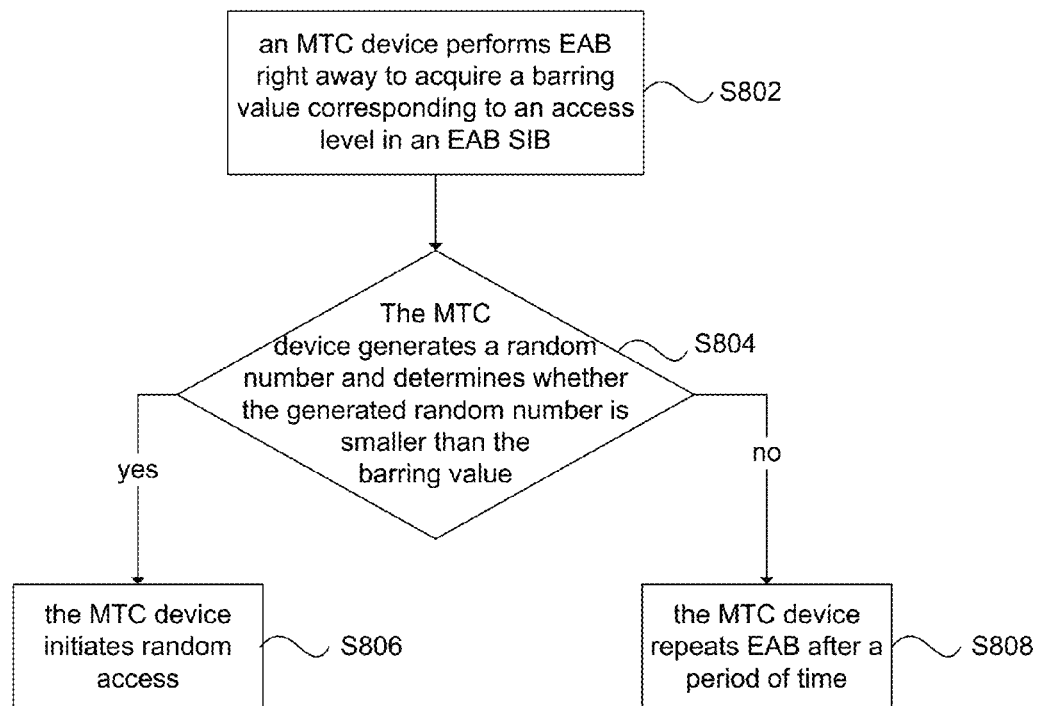 an MTC device performs EAB
right away to acquire a barring
value corresponding to an access
level in an EAB SIB
S802
The MTC
device generates a random
number and determines whether
the generated random number is
smaller than the
barring value
S804
yes
no
the MTC device
initiates random
access
S806
the MTC device
repeats EAB after a
period of time
S808